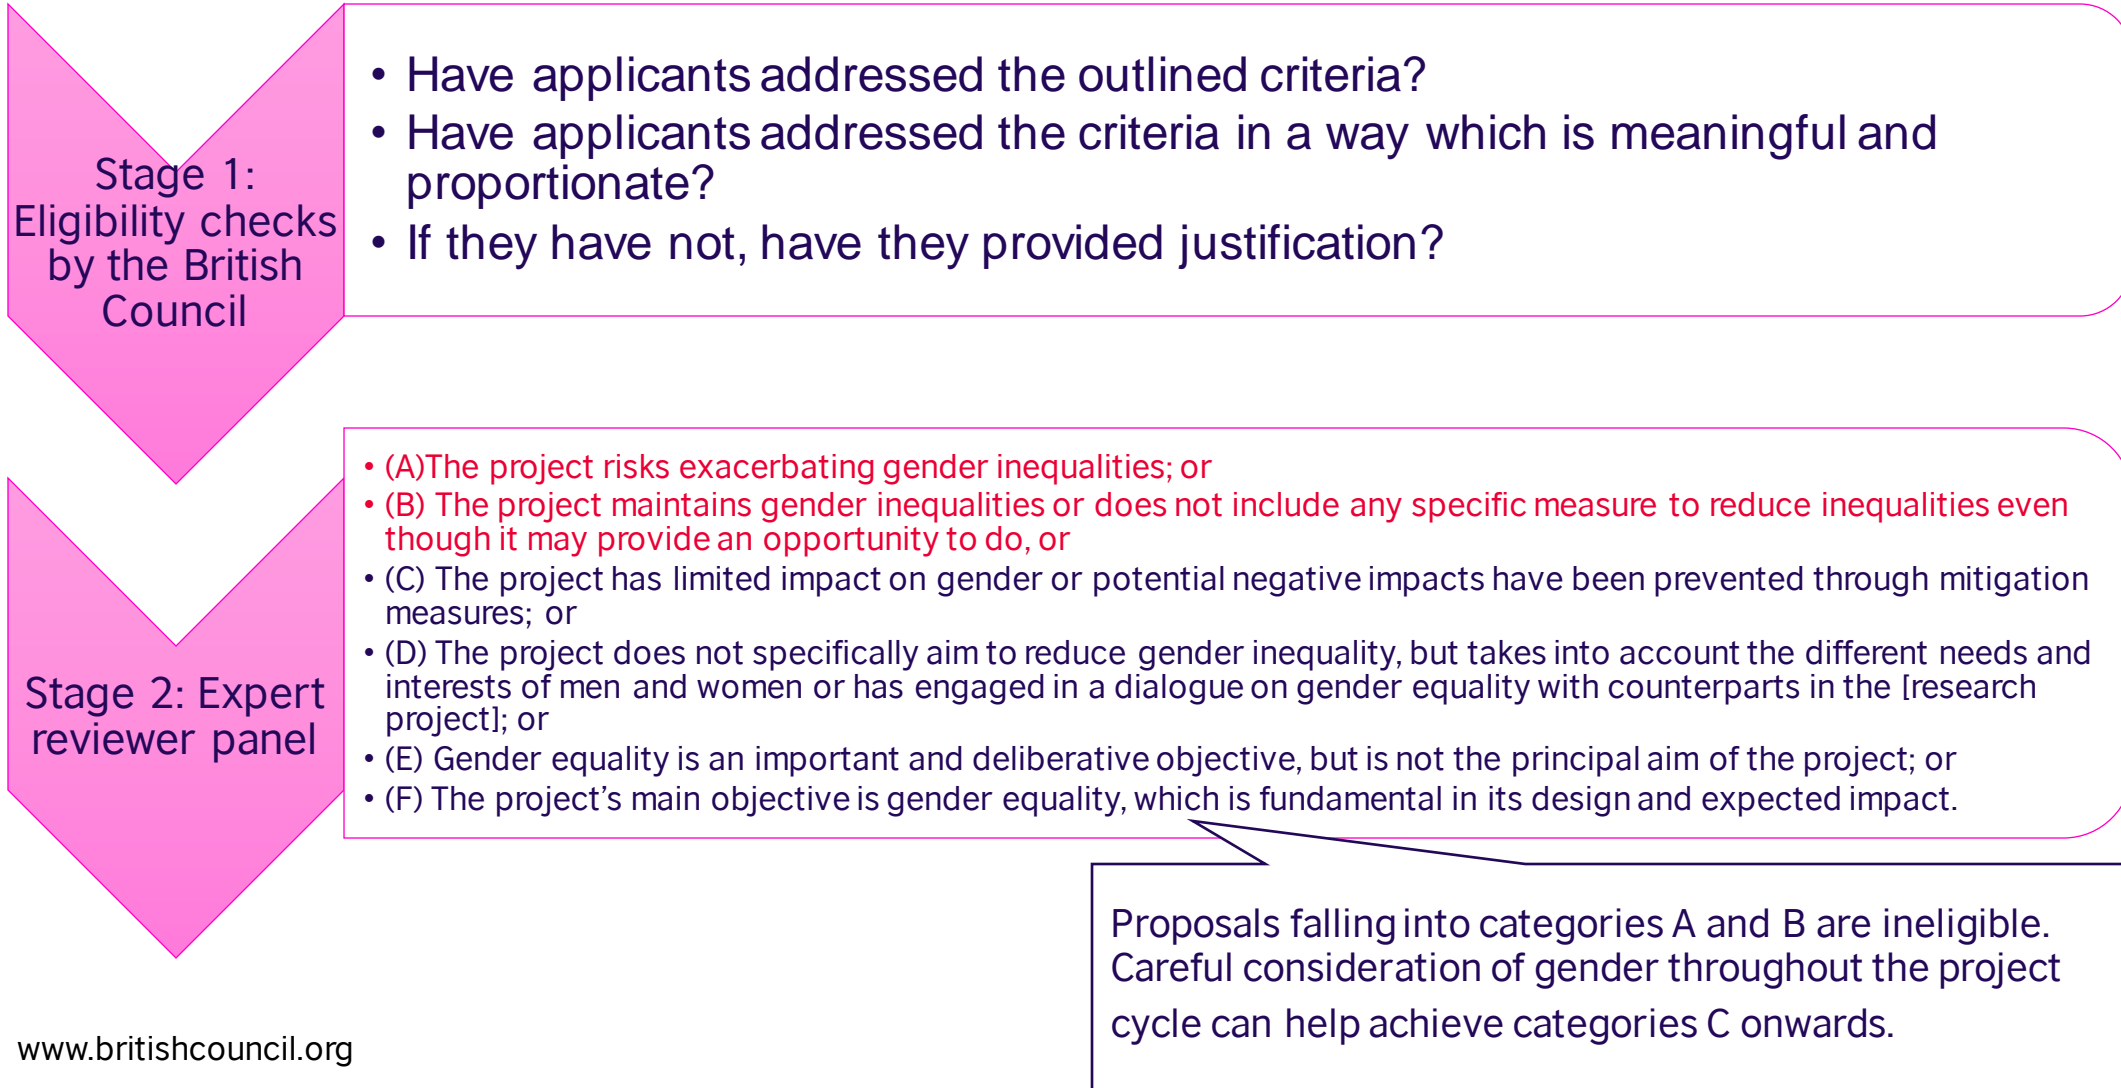 Stage 1:
Eligibility checks
by the British
Council
• Have applicants addressed the outlined criteria?
• Have applicants addressed the criteria in a way which is meaningful and
proportionate?
• If they have not, have they provided justification?
Stage 2: Expert
reviewer panel
• (A)The project risks exacerbating gender inequalities; or
• (B) The project maintains gender inequalities or does not include any specific measure to reduce inequalities even
though it may provide an opportunity to do, or
• (C) The project has limited impact on gender or potential negative impacts have been prevented through mitigation
measures; or
• (D) The project does not specifically aim to reduce gender inequality, but takes into account the different needs and
interests of men and women or has engaged in a dialogue on gender equality with counterparts in the [research
project]; or
• (E) Gender equality is an important and deliberative objective, but is not the principal aim of the project; or
• (F) The project’s main objective is gender equality, which is fundamental in its design and expected impact.
Proposals falling into categories A and B are ineligible.
Careful consideration of gender throughout the project
cycle can help achieve categories C onwards.
www.britishcouncil.org